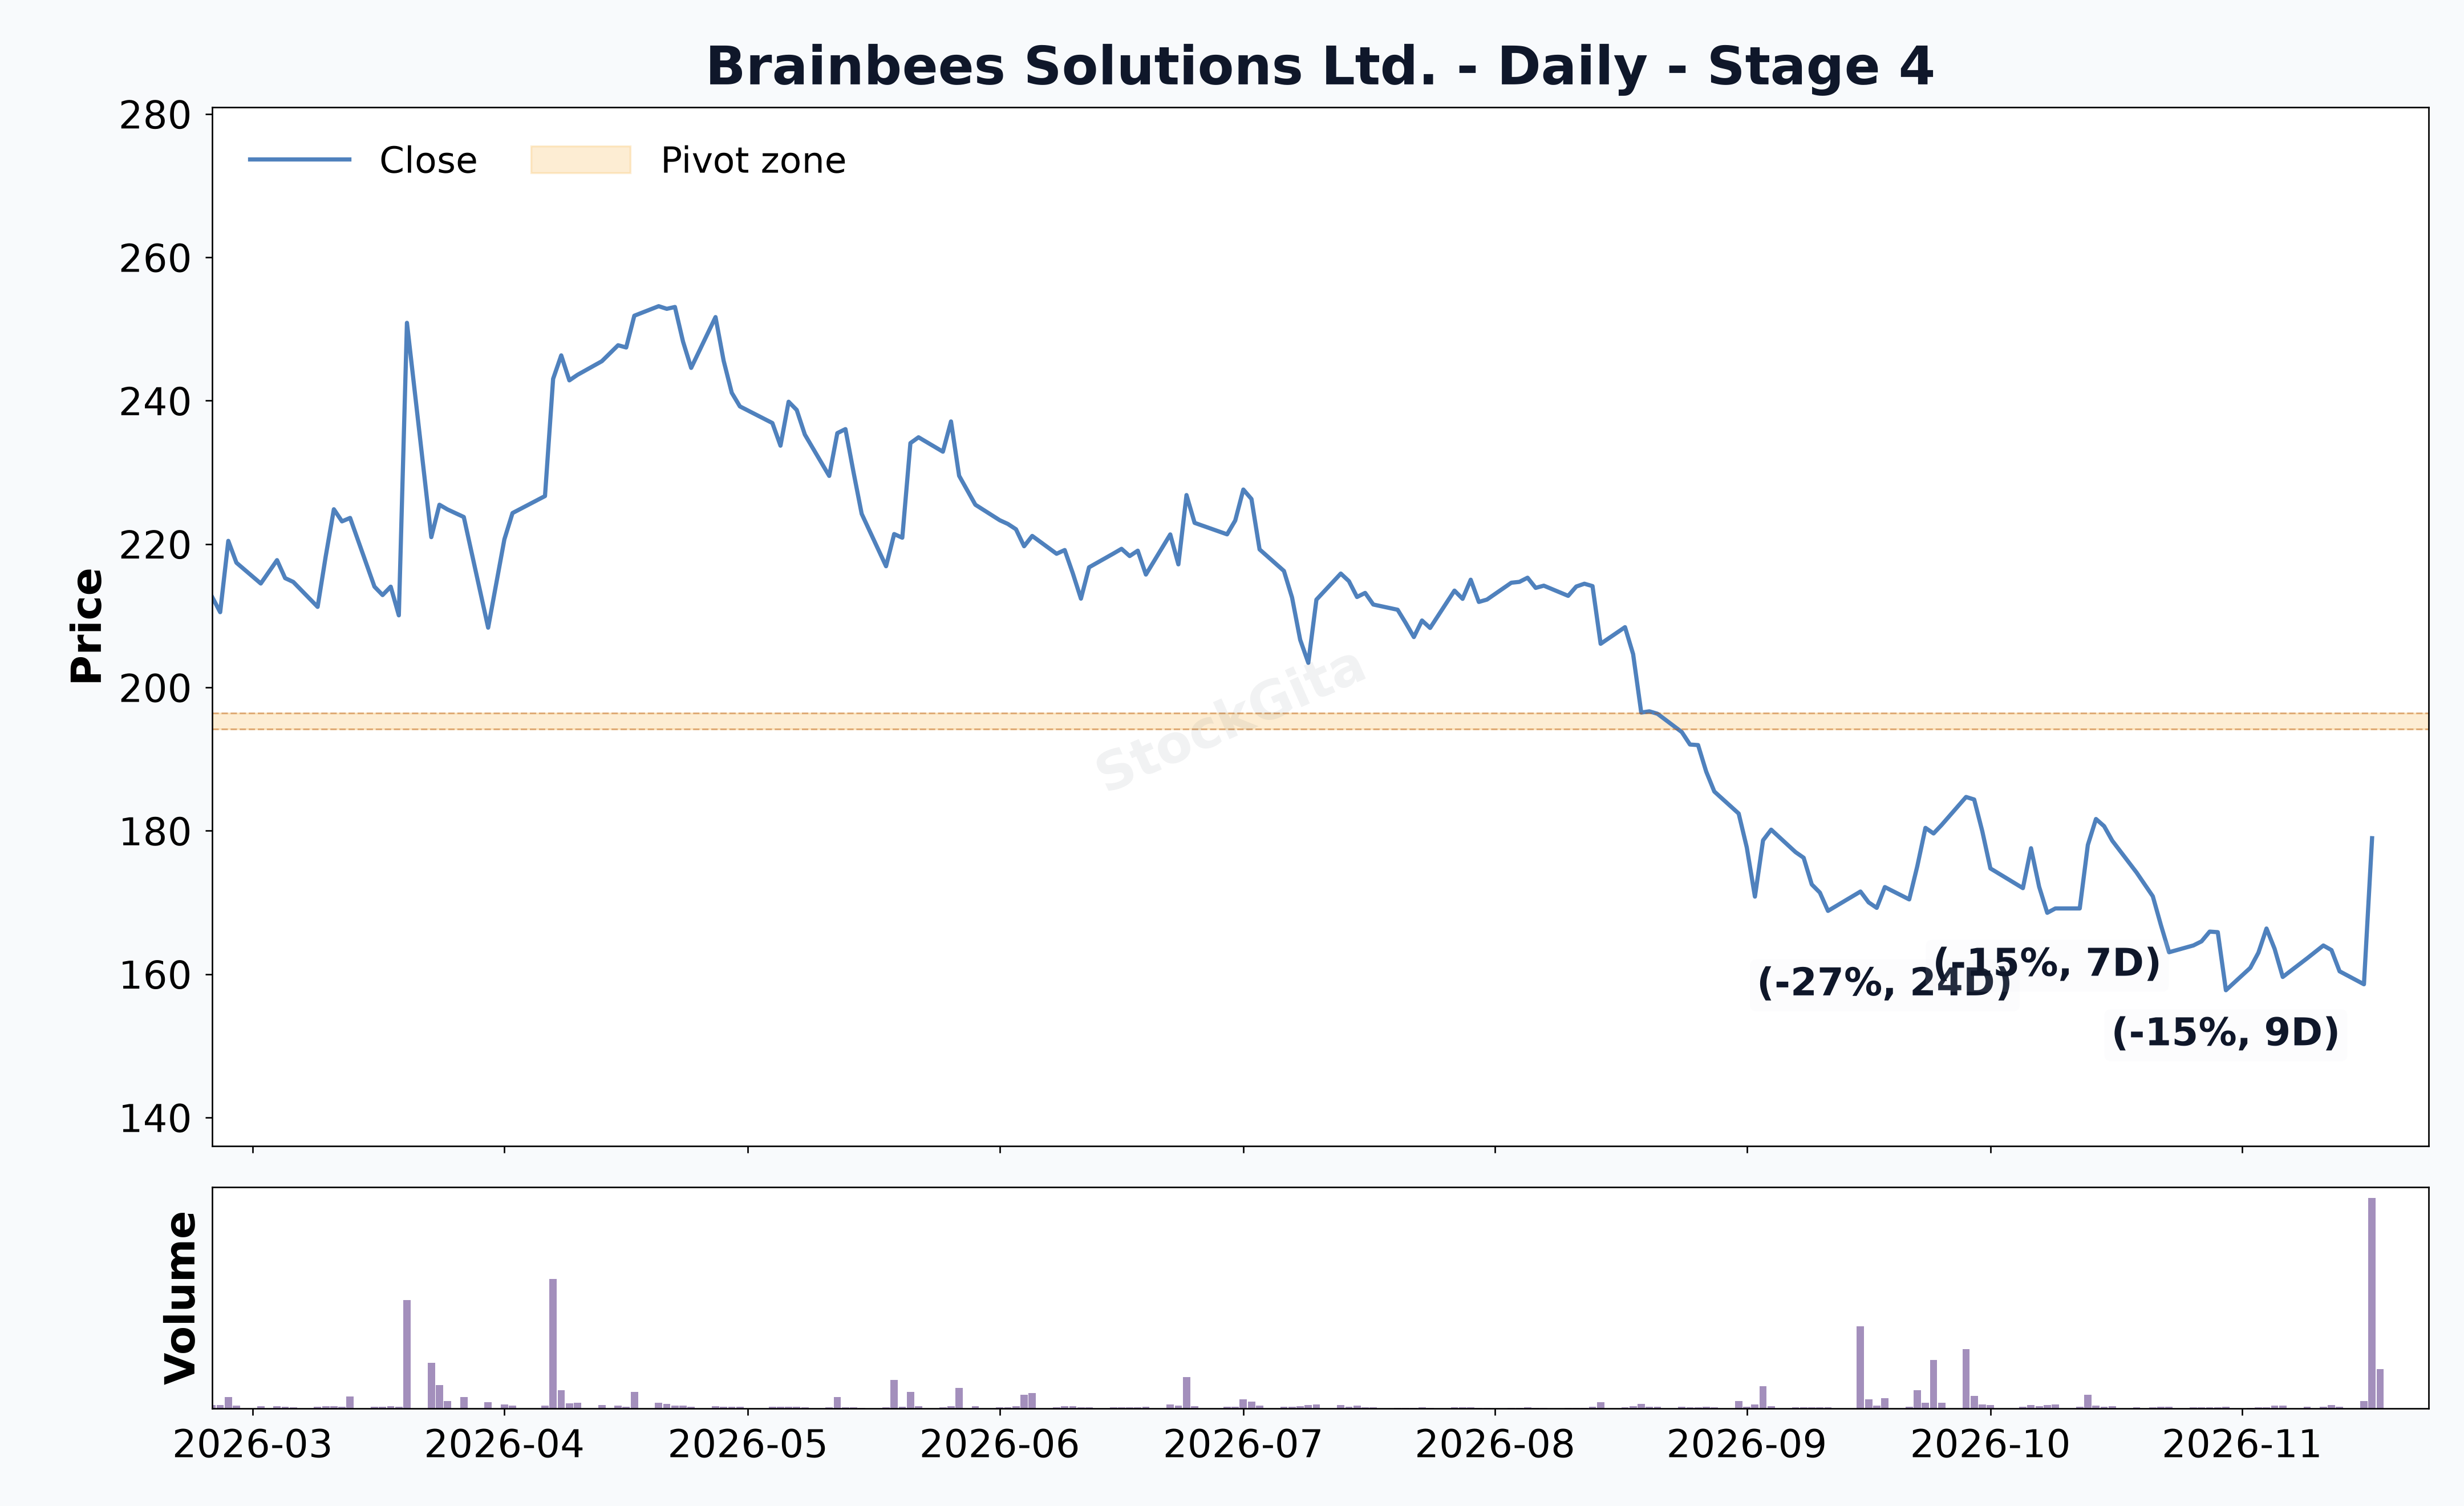 Brainbees Solutions Ltd. - Daily - Stage 4
Close
Pivot zone
Price
280
260
240
220
200
180
160
140
StockGita
(-27%, 24D)
(-15%, 7D)
(-15%, 9D)
Volume
2026-03
2026-04
2026-05
2026-06
2026-07
2026-08
2026-09
2026-10
2026-11